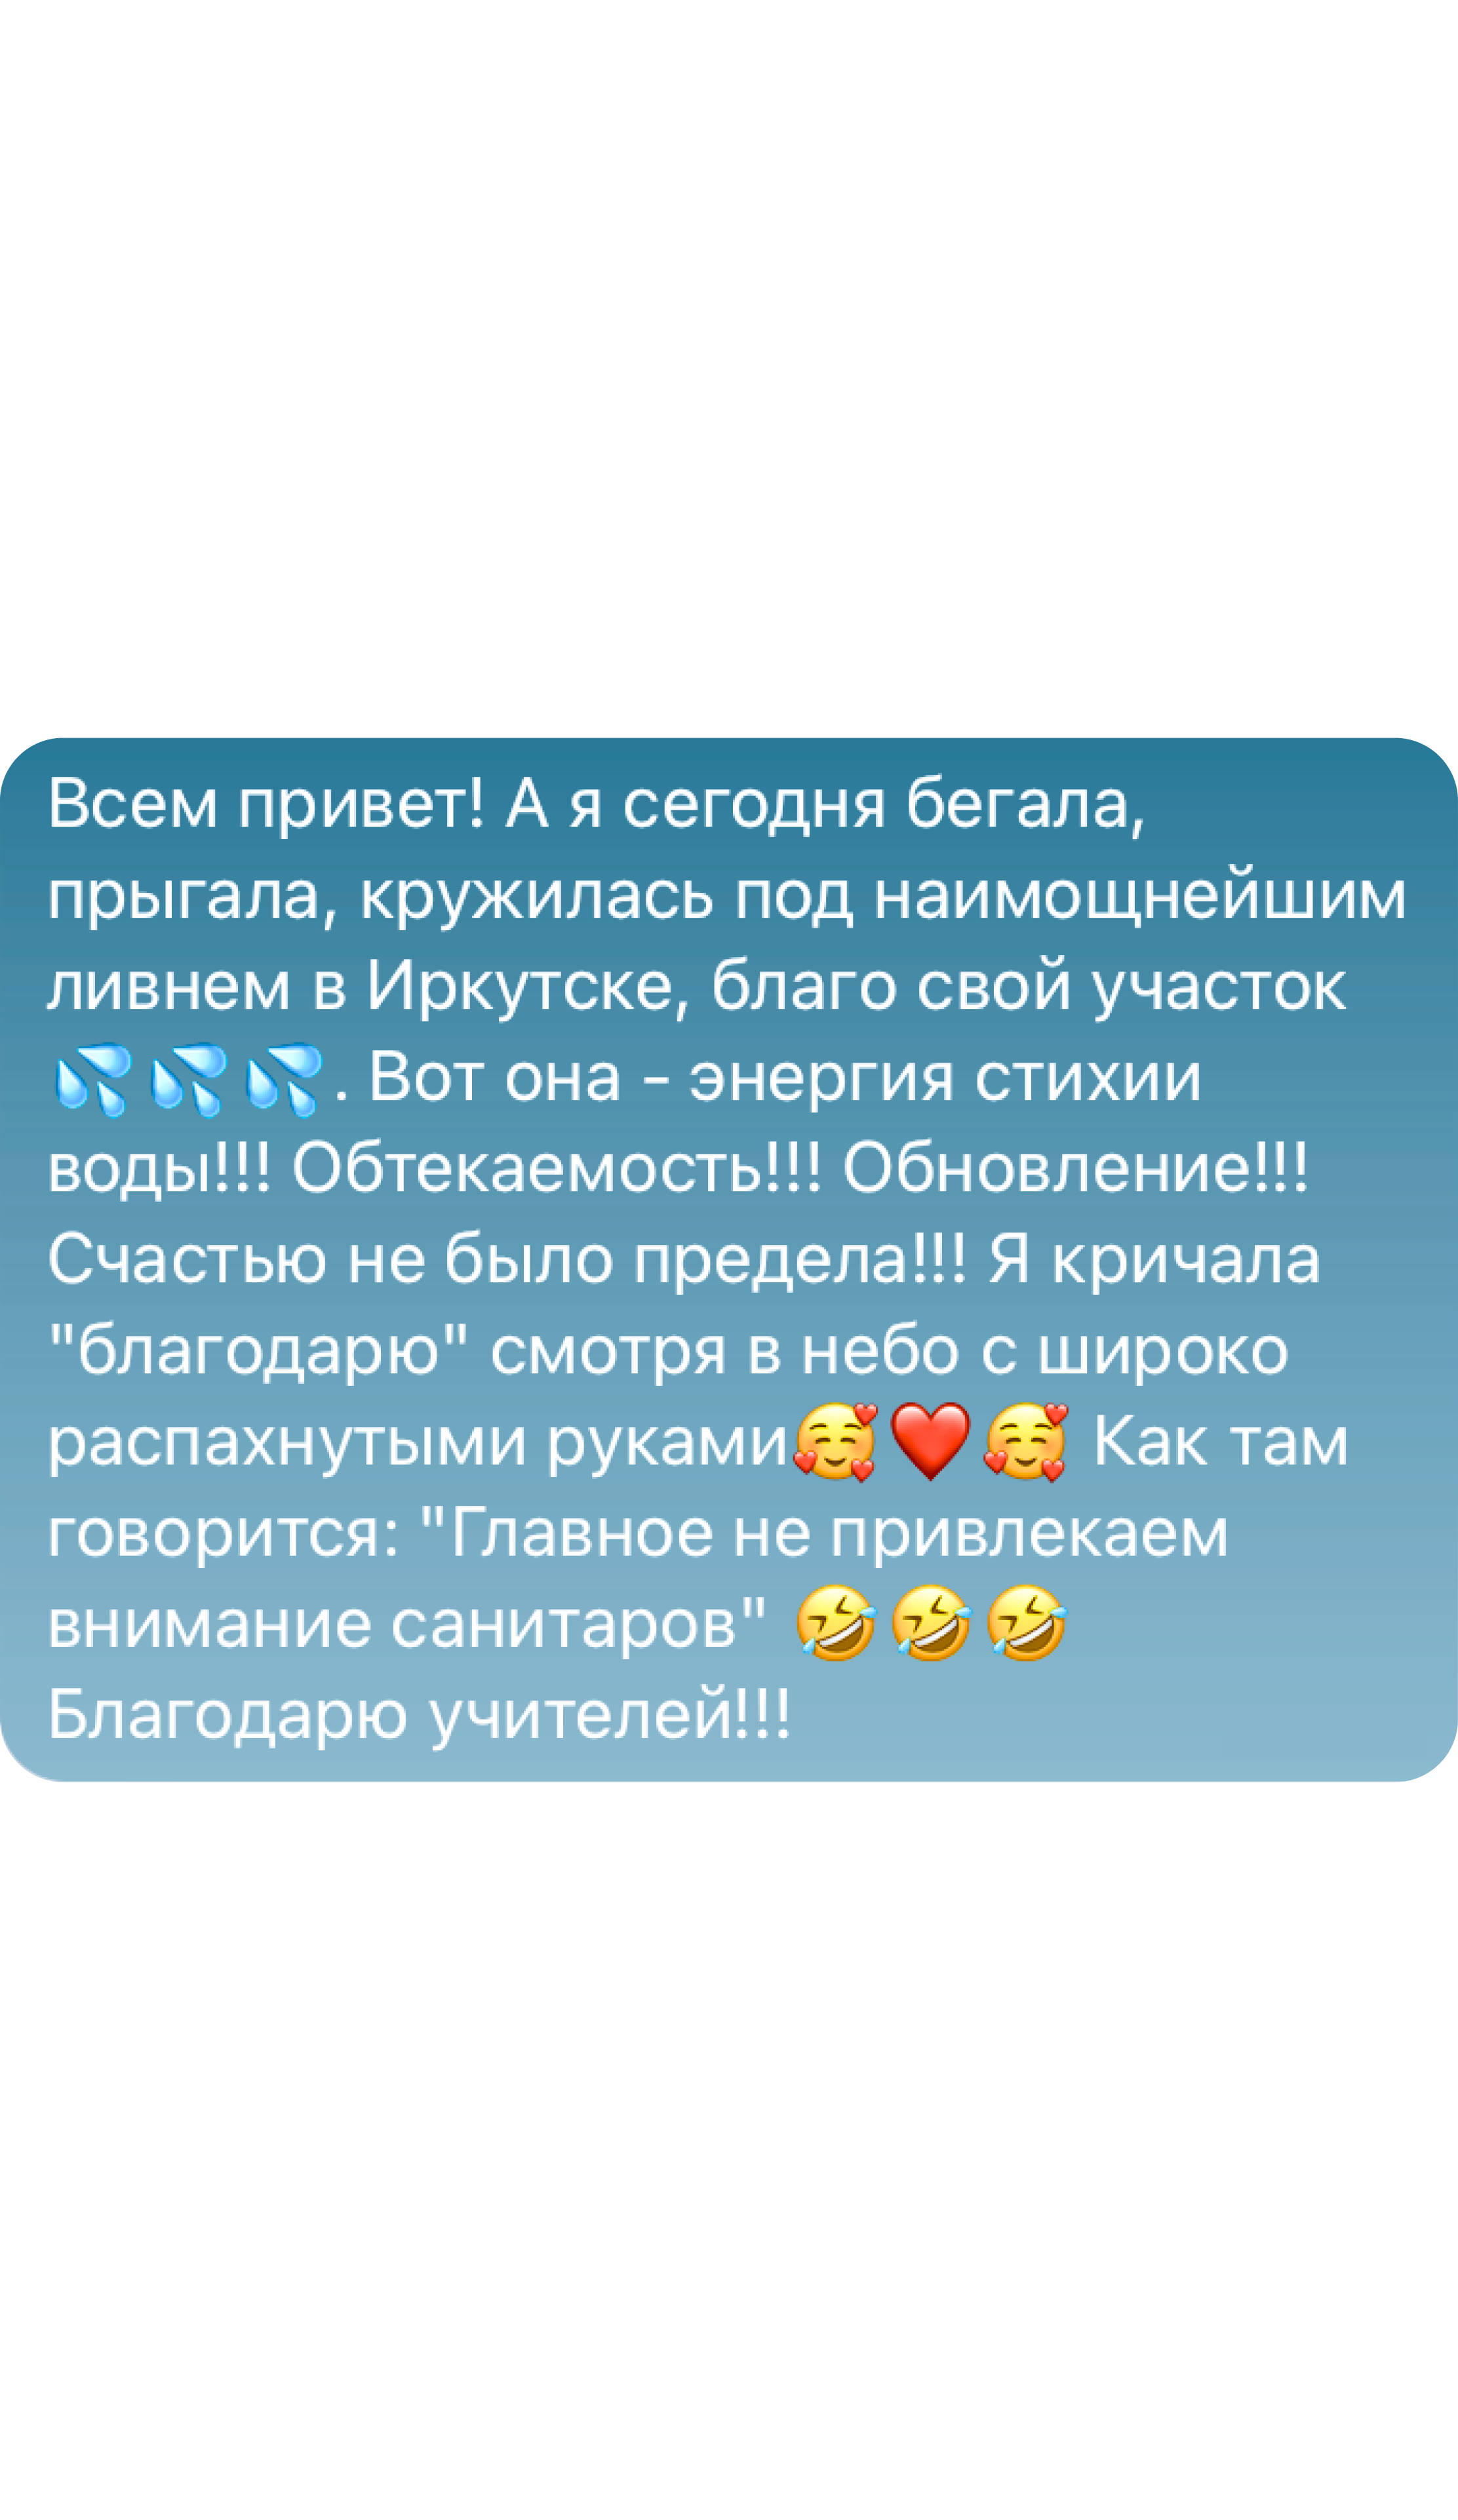 Всем привет! А я сегодня бегала,
прыгала, кружилась под наимощнейшим
ливнем в Иркутске, благо свой участок
💦💦💦. Вот она - энергия стихии
воды!!! Обтекаемость!!! Обновление!!!
Счастью не было предела!!! Я кричала
"благодарю" смотря в небо с широко
распахнутыми руками🥰❤️🥰 Как там
говорится: "Главное не привлекаем
внимание санитаров" 🤣🤣🤣
Благодарю учителей!!!